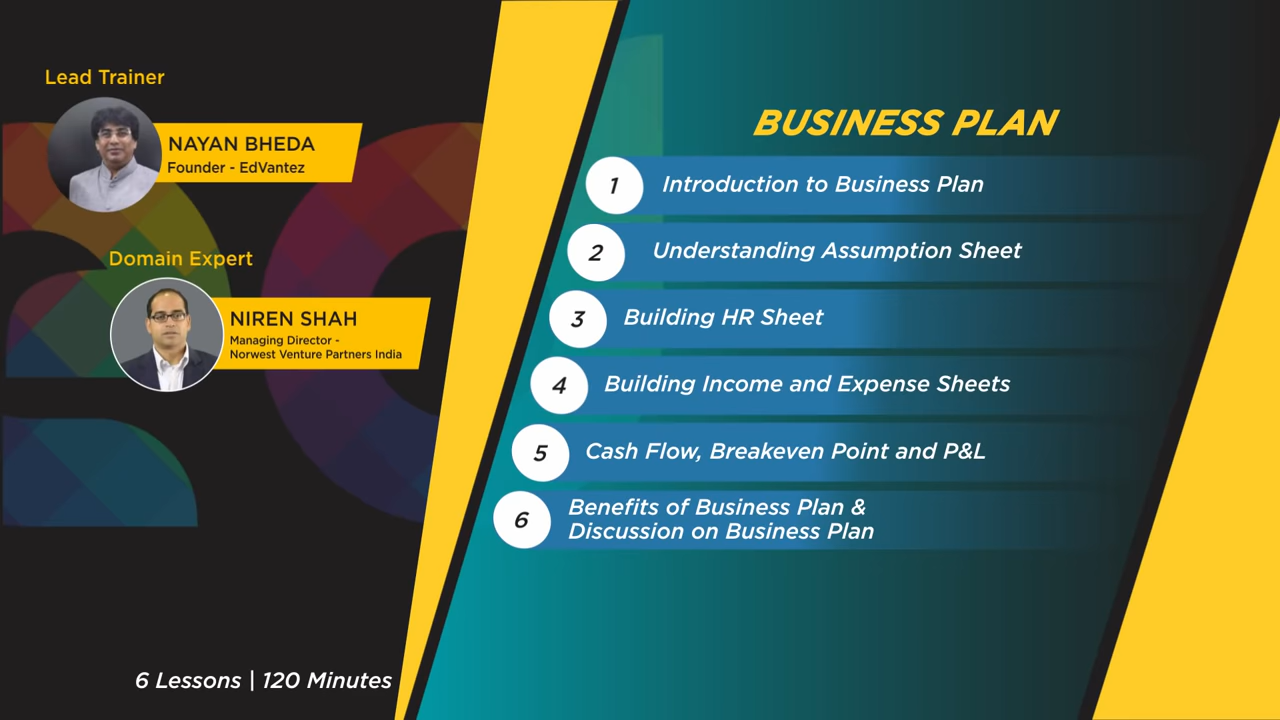 Lead Trainer
NAYAN BHEDA
Founder - EdVantez
Domain Expert
NIREN SHAH
Managing Director -
Norwest Venture Partners India
6 Lessons | 120 Minutes
BUSINESS PLAN
1 Introduction to Business Plan
2 Understanding Assumption Sheet
3 Building HR Sheet
4 Building Income and Expense Sheets
5 Cash Flow, Breakeven Point and P&L
6 Benefits of Business Plan &
Discussion on Business Plan